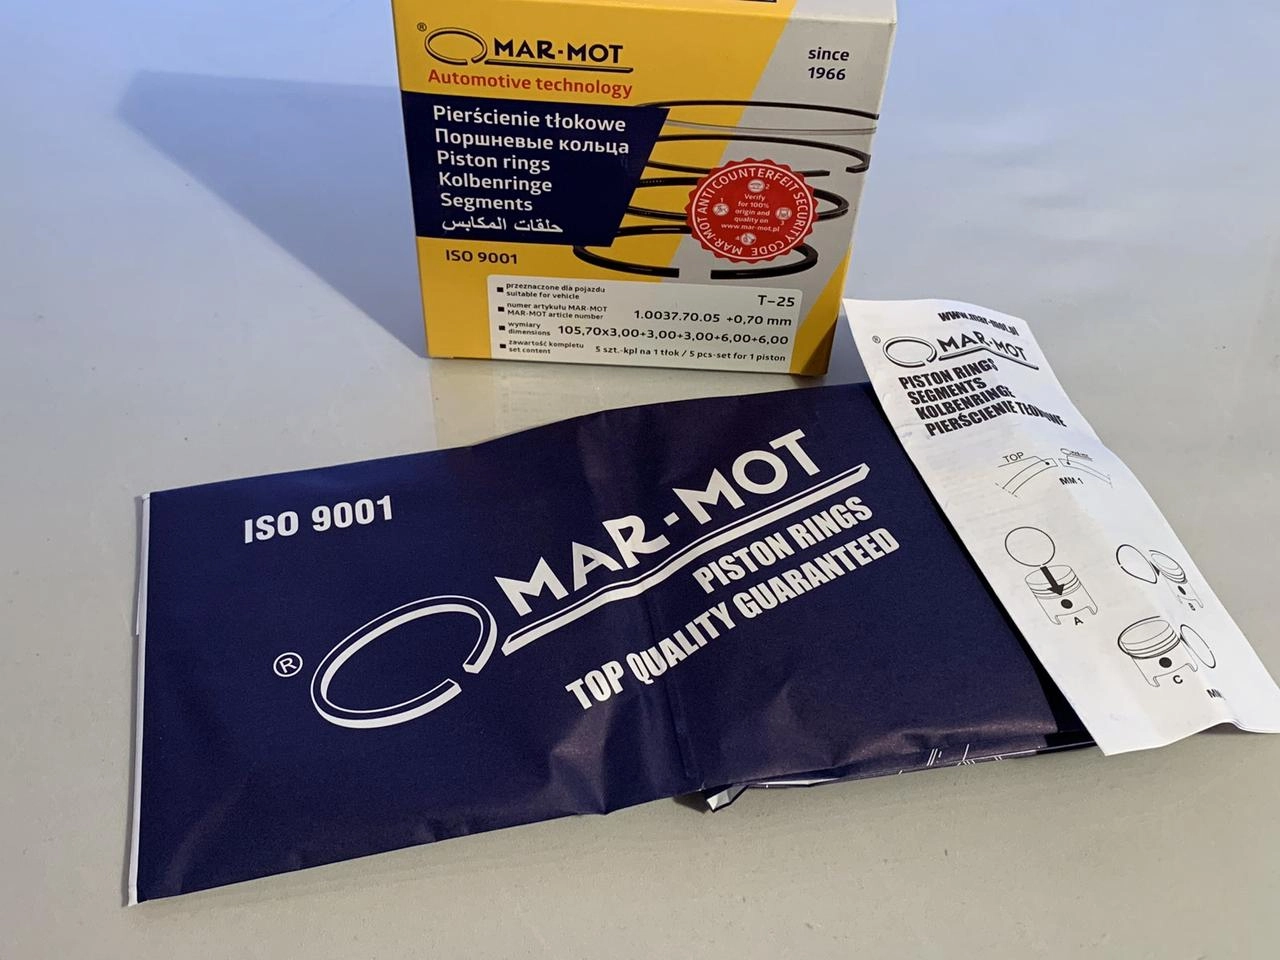 ® MAR-MOT
Automotive technology
since
1966
Pierścienie tłokowe
Поршневые кольца
Piston rings
Kolbenringe
Segments
حلقات المكابس
ISO 9001
MAR-MOT ANTI COUNTERFEIT SECURITY CODE
1
2
3
4
Verify
for 100%
origin and
quality on
www.mar-mot.pl
przeznaczone dla pojazdu
suitable for vehicle
T-25
numer artykułu MAR-MOT
MAR-MOT article number
1.0037.70.05 +0,70 mm
wymiary
dimensions
105,70x3,00+3,00+3,00+6,00+6,00
zawartość kompletu
set content
5 szt.-kpl na 1 tłok / 5 pcs-set for 1 piston
ISO 9001
® MAR-MOT
PISTON RINGS
TOP QUALITY GUARANTEED
www.mar-mot.pl
® MAR-MOT
PISTON RINGS
SEGMENTS
KOLBENRINGE
PIERŚCIENIE TŁOKOWE
TOP
MM 1
A
B
C